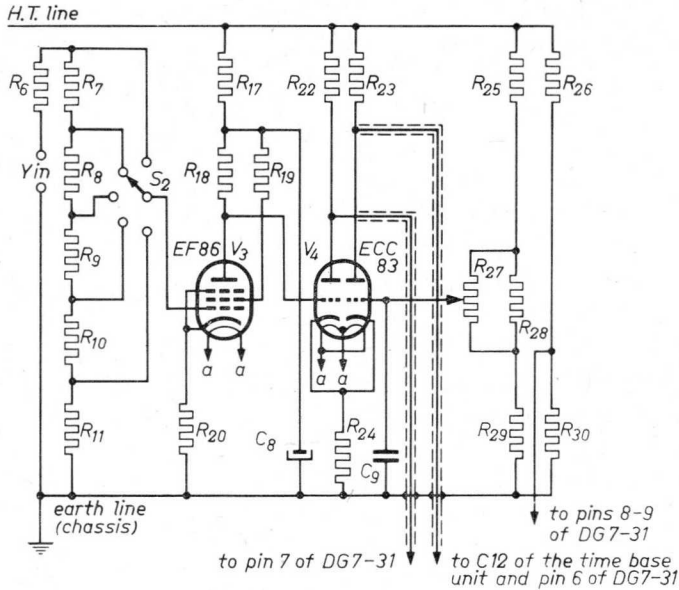 H.T. line
R6
R7
R17
R22
R23
R25
R26
Y in
R8
S2
R18
R19
R9
EF86
V3
V4
ECC
83
R27
R28
R10
a
a
a
a
R11
R20
C8
R24
C9
R29
R30
earth line
(chassis)
to pins 8-9
of DG7-31
to pin 7 of DG7-31
to C12 of the time base
unit and pin 6 of DG7-31